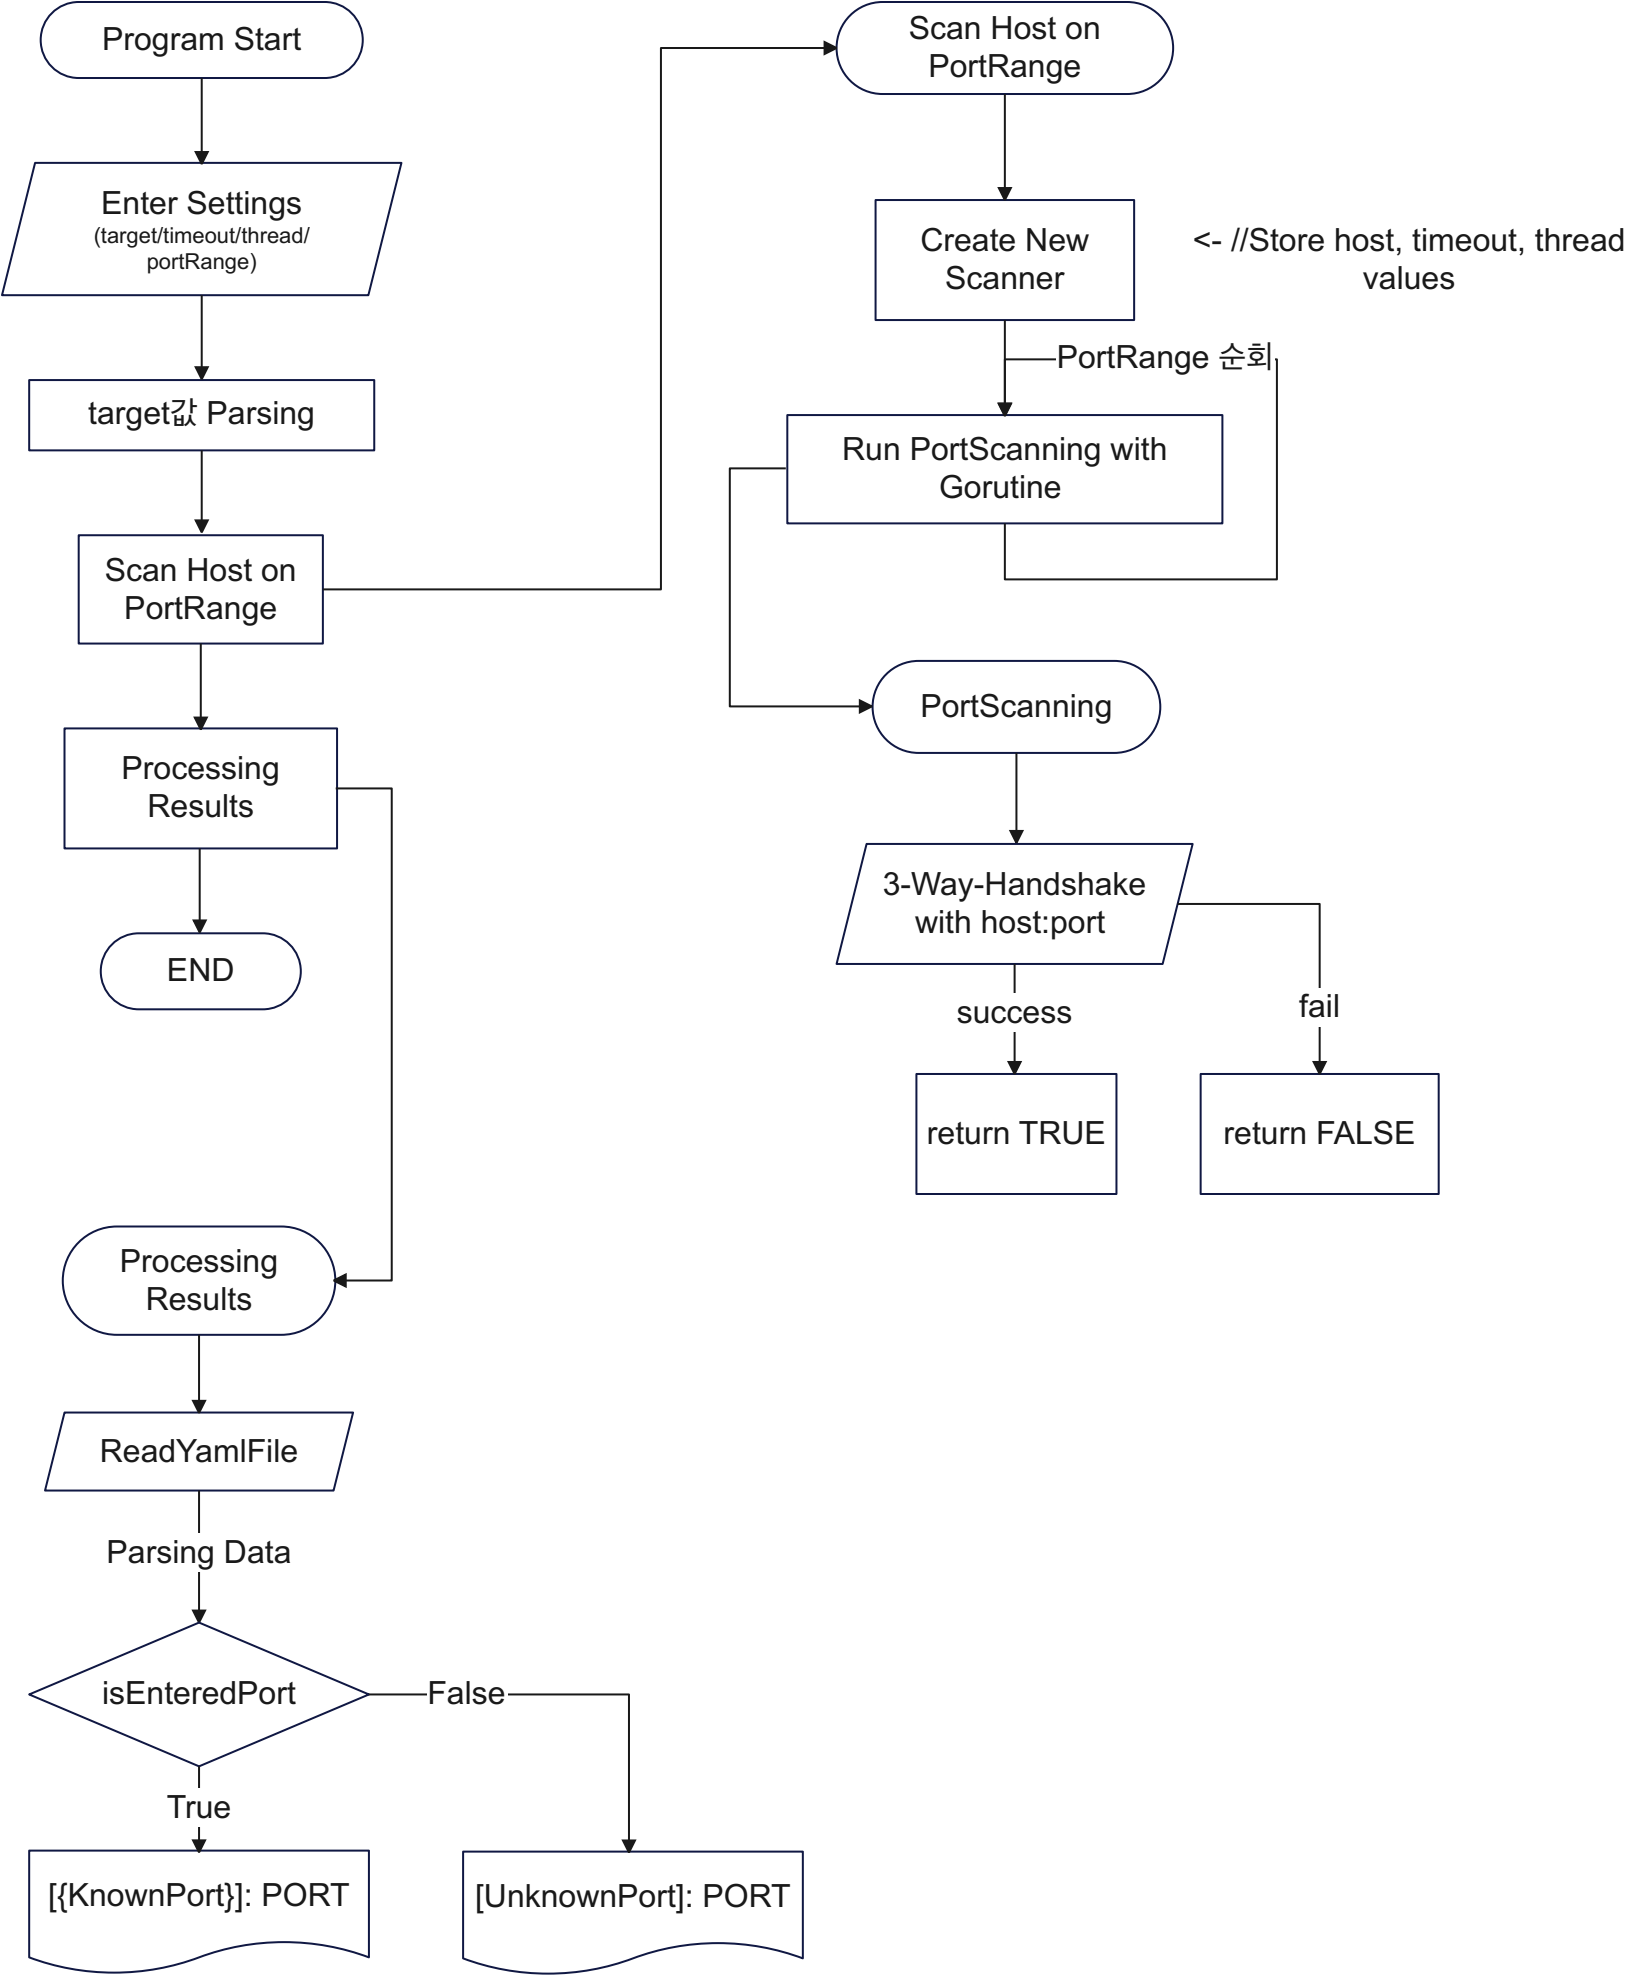 Program Start
Enter Settings
(target/timeout/thread/
portRange)
target값 Parsing
Scan Host on
PortRange
Processing
Results
END
Scan Host on
PortRange
Create New
Scanner
<- //Store host, timeout, thread
values
PortRange 순회
Run PortScanning with
Gorutine
PortScanning
3-Way-Handshake
with host:port
success
fail
return TRUE
return FALSE
Processing
Results
ReadYamlFile
Parsing Data
isEnteredPort
False
True
[{KnownPort}]: PORT
[UnknownPort]: PORT